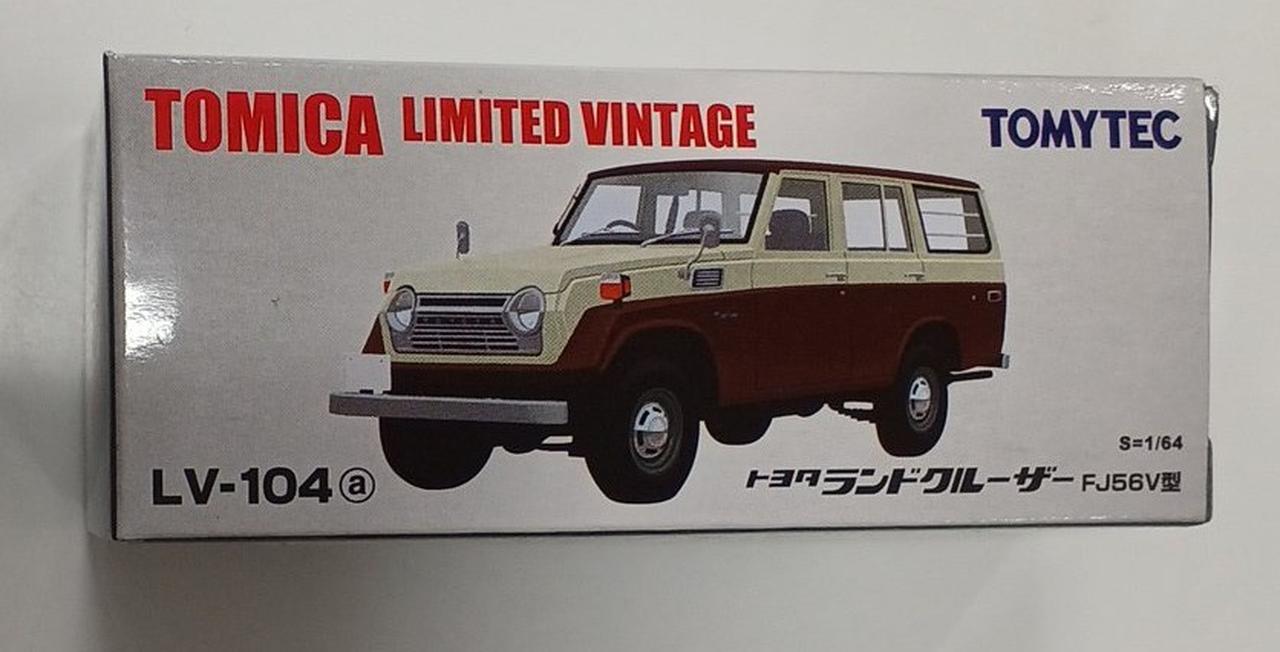 TOMICA LIMITED VINTAGE
TOMYTEC
S=1/64
LV-104ⓐ
トヨタ ランドクルーザー FJ56V型